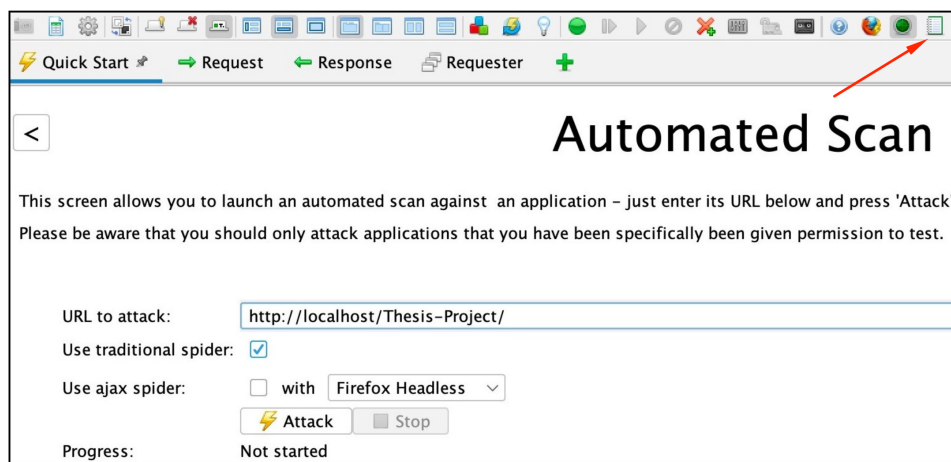 Quick Start
Request
Response
Requester
<
Automated Scan
This screen allows you to launch an automated scan against  an application – just enter its URL below and press 'Attack'
Please be aware that you should only attack applications that you have been specifically been given permission to test.
URL to attack: http://localhost/Thesis-Project/
Use traditional spider:
Use ajax spider: with Firefox Headless
Attack Stop
Progress: Not started